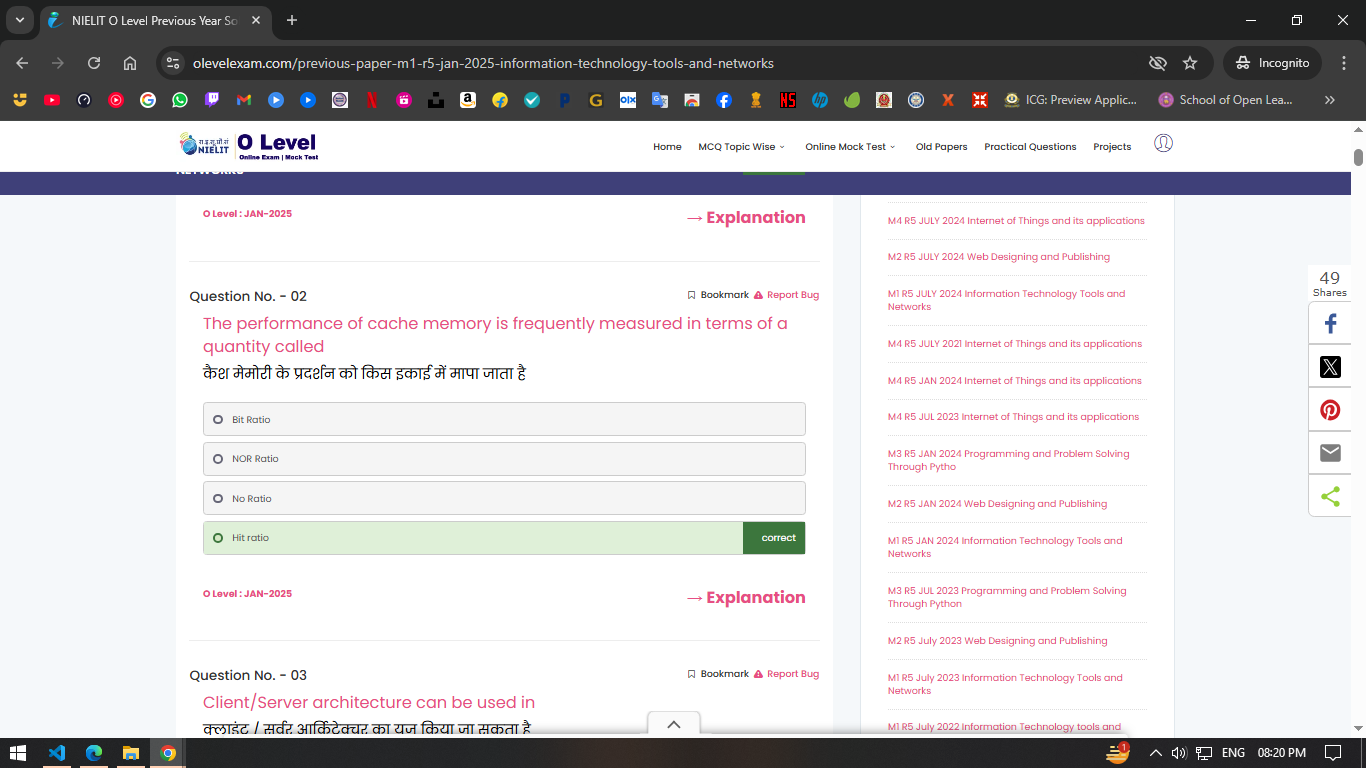 NIELIT O Level Previous Year So
olevelexam.com/previous-paper-m1-r5-jan-2025-information-technology-tools-and-networks
Incognito
ICG: Preview Applic...
School of Open Lea...
NIELIT
O Level
Online Exam | Mock Test
Home
MCQ Topic Wise
Online Mock Test
Old Papers
Practical Questions
Projects
NETWORKS
O Level : JAN-2025
→ Explanation
Question No. - 02
Bookmark
Report Bug
The performance of cache memory is frequently measured in terms of a
quantity called
कैश मेमोरी के प्रदर्शन को किस इकाई में मापा जाता है
Bit Ratio
NOR Ratio
No Ratio
Hit ratio
correct
O Level : JAN-2025
→ Explanation
Question No. - 03
Bookmark
Report Bug
Client/Server architecture can be used in
क्लाइंट / सर्वर आर्किटेक्चर का यूज किया जा सकता है
M4 R5 JULY 2024 Internet of Things and its applications
M2 R5 JULY 2024 Web Designing and Publishing
M1 R5 JULY 2024 Information Technology Tools and
Networks
M4 R5 JULY 2021 Internet of Things and its applications
M4 R5 JAN 2024 Internet of Things and its applications
M4 R5 JUL 2023 Internet of Things and its applications
M3 R5 JAN 2024 Programming and Problem Solving
Through Pytho
M2 R5 JAN 2024 Web Designing and Publishing
M1 R5 JAN 2024 Information Technology Tools and
Networks
M3 R5 JUL 2023 Programming and Problem Solving
Through Python
M2 R5 July 2023 Web Designing and Publishing
M1 R5 July 2023 Information Technology Tools and
Networks
M1 R5 July 2022 Information Technology tools and
49
Shares
1
ENG
08:20 PM